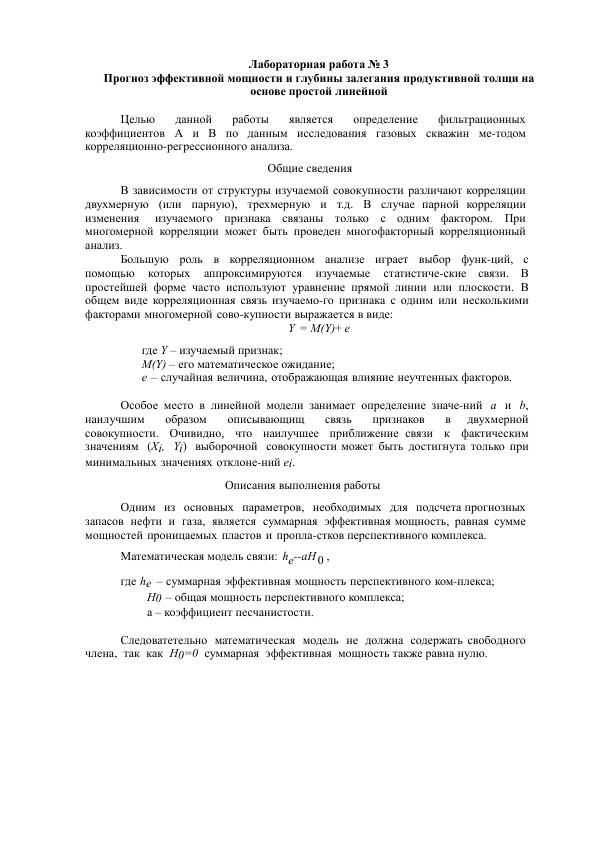 Лабораторная работа № 3
Прогноз эффективной мощности и глубины залегания продуктивной толщи на
основе простой линейной
Целью данной работы является определение фильтрационных
коэффициентов А и В по данным исследования газовых скважин ме-тодом
корреляционно-регрессионного анализа.
Общие сведения
В зависимости от структуры изучаемой совокупности различают корреляции
двухмерную (или парную), трехмерную и т.д. В случае парной корреляции
изменения изучаемого признака связаны только с одним фактором. При
многомерной корреляции может быть проведен многофакторный корреляционный
анализ.
Большую роль в корреляционном анализе играет выбор функ-ций, с
помощью которых аппроксимируются изучаемые статистиче-ские связи. В
простейшей форме часто используют уравнение прямой линии или плоскости. В
общем виде корреляционная связь изучаемо-го признака с одним или несколькими
факторами многомерной сово-купности выражается в виде:
Y = M(Y)+ e
где Y – изучаемый признак;
M(Y) – его математическое ожидание;
e – случайная величина, отображающая влияние неучтенных факторов.
Особое место в линейной модели занимает определение значе-ний a и b,
наилучшим образом описывающищ связь признаков в двухмерной
совокупности. Очивидно, что наилучшее приближение связи к фактическим
значениям (Xi, Yi) выборочной совокупности может быть достигнута только при
минимальных значениях отклоне-ний ei.
Описания выполнения работы
Одним из основных параметров, необходимых для подсчета прогнозных
запасов нефти и газа, является суммарная эффективная мощность, равная сумме
мощностей проницаемых пластов и пропла-стков перспективного комплекса.
Математическая модель связи: he--aH0 ,
где he – суммарная эффективная мощность перспективного ком-плекса;
H0 – общая мощность перспективного комплекса;
а – коэффициент песчанистости.
Следоватетельно математическая модель не должна содержать свободного
члена, так как H0=0 суммарная эффективная мощность также равна нулю.